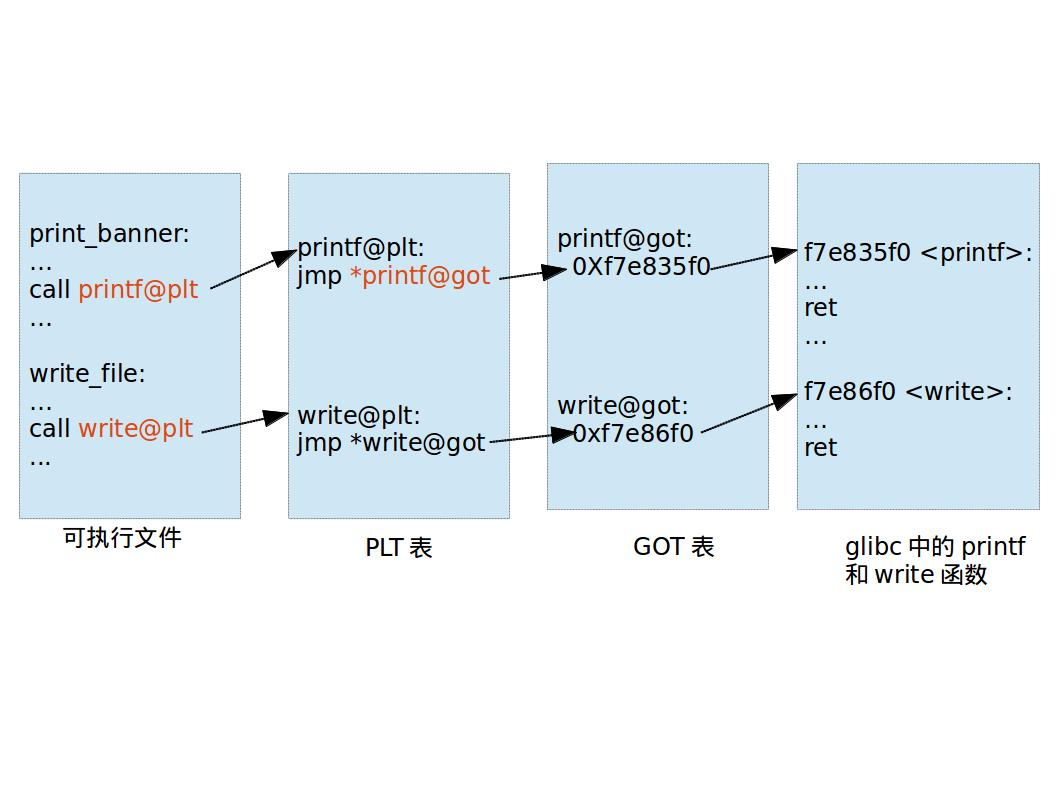 print_banner:
...
call printf@plt
...
write_file:
...
call write@plt
...
可执行文件
printf@plt:
jmp *printf@got
write@plt:
jmp *write@got
PLT 表
printf@got:
0Xf7e835f0
write@got:
0xf7e86f0
GOT 表
f7e835f0 <printf>:
...
ret
...
f7e86f0 <write>:
...
ret
glibc 中的 printf
和 write 函数